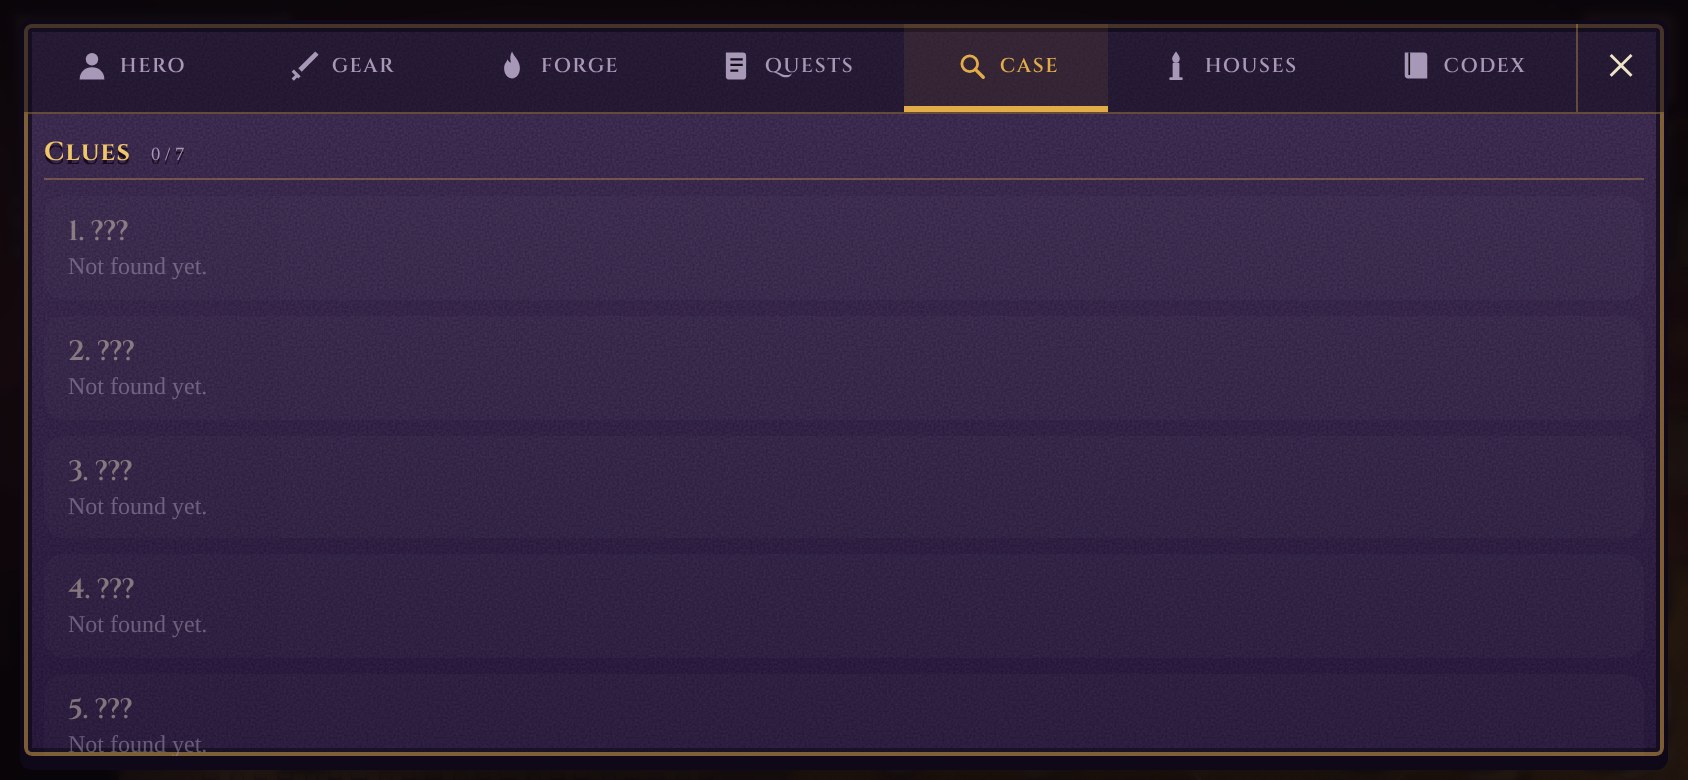 HERO GEAR FORGE QUESTS CASE HOUSES CODEX
CLUES 0/7
1. ???
Not found yet.
2. ???
Not found yet.
3. ???
Not found yet.
4. ???
Not found yet.
5. ???
Not found yet.